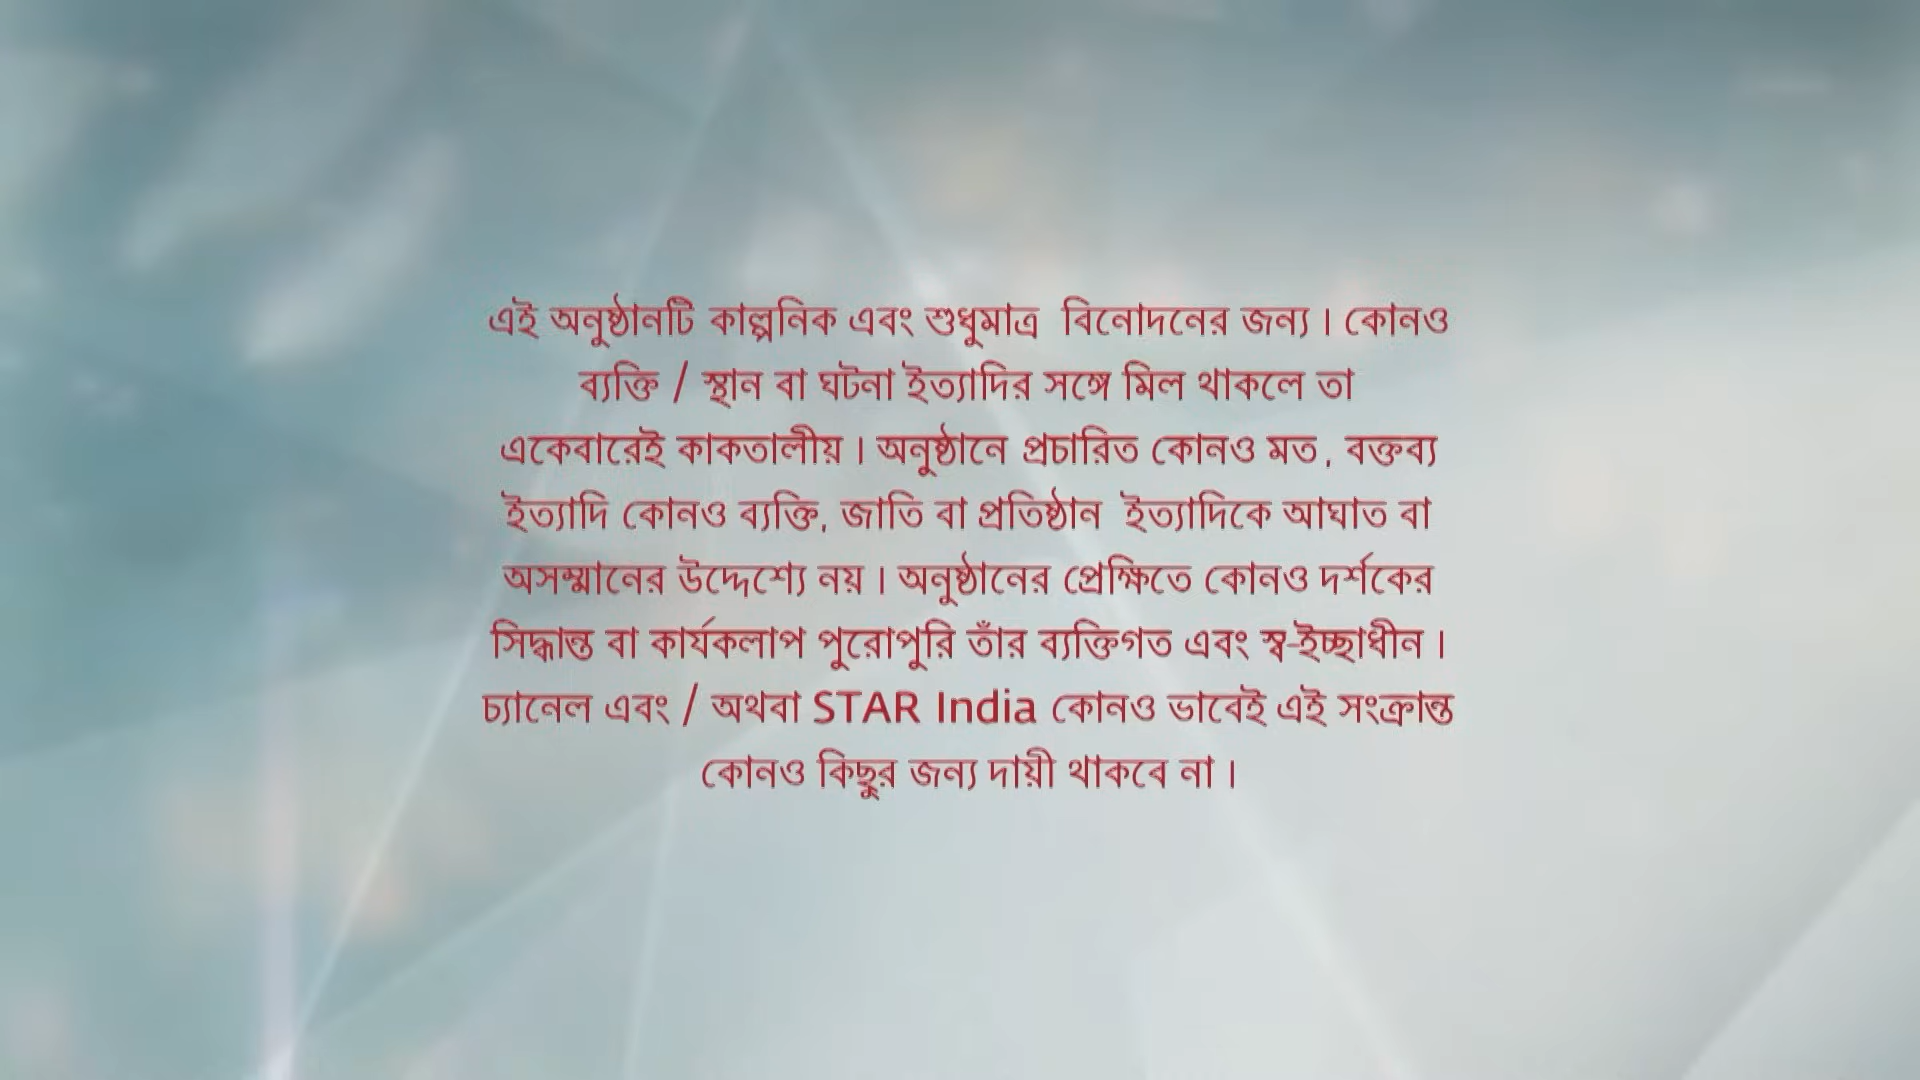 এই অনুষ্ঠানটি কাল্পনিক এবং শুধুমাত্র বিনোদনের জন্য । কোনও
ব্যক্তি / স্থান বা ঘটনা ইত্যাদির সঙ্গে মিল থাকলে তা
একেবারেই কাকতালীয় । অনুষ্ঠানে প্রচারিত কোনও মত , বক্তব্য
ইত্যাদি কোনও ব্যক্তি, জাতি বা প্রতিষ্ঠান ইত্যাদিকে আঘাত বা
অসম্মানের উদ্দেশ্যে নয় । অনুষ্ঠানের প্রেক্ষিতে কোনও দর্শকের
সিদ্ধান্ত বা কার্যকলাপ পুরোপুরি তাঁর ব্যক্তিগত এবং স্ব-ইচ্ছাধীন ।
চ্যানেল এবং / অথবা STAR India কোনও ভাবেই এই সংক্রান্ত
কোনও কিছুর জন্য দায়ী থাকবে না ।